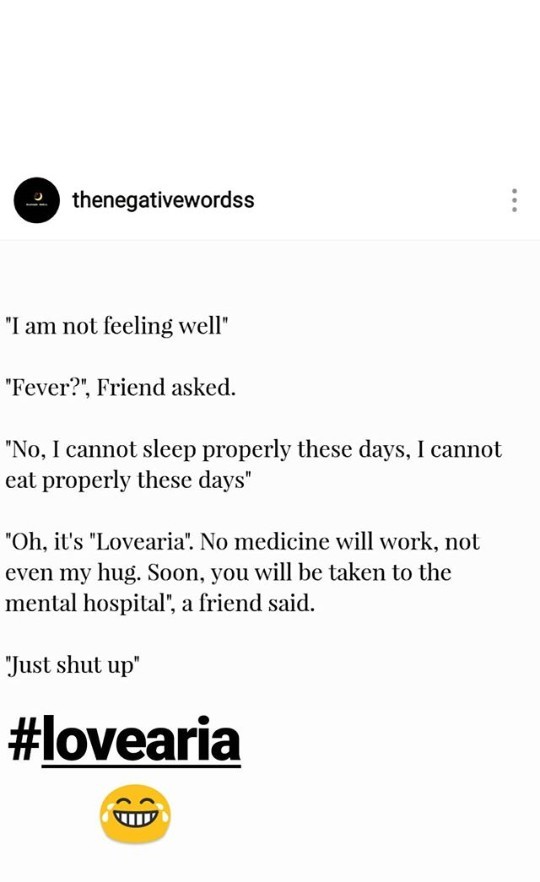 thenegativewordss
"I am not feeling well"
"Fever?", Friend asked.
"No, I cannot sleep properly these days, I cannot
eat properly these days"
"Oh, it's "Lovearia". No medicine will work, not
even my hug. Soon, you will be taken to the
mental hospital", a friend said.
"Just shut up"
#lovearia